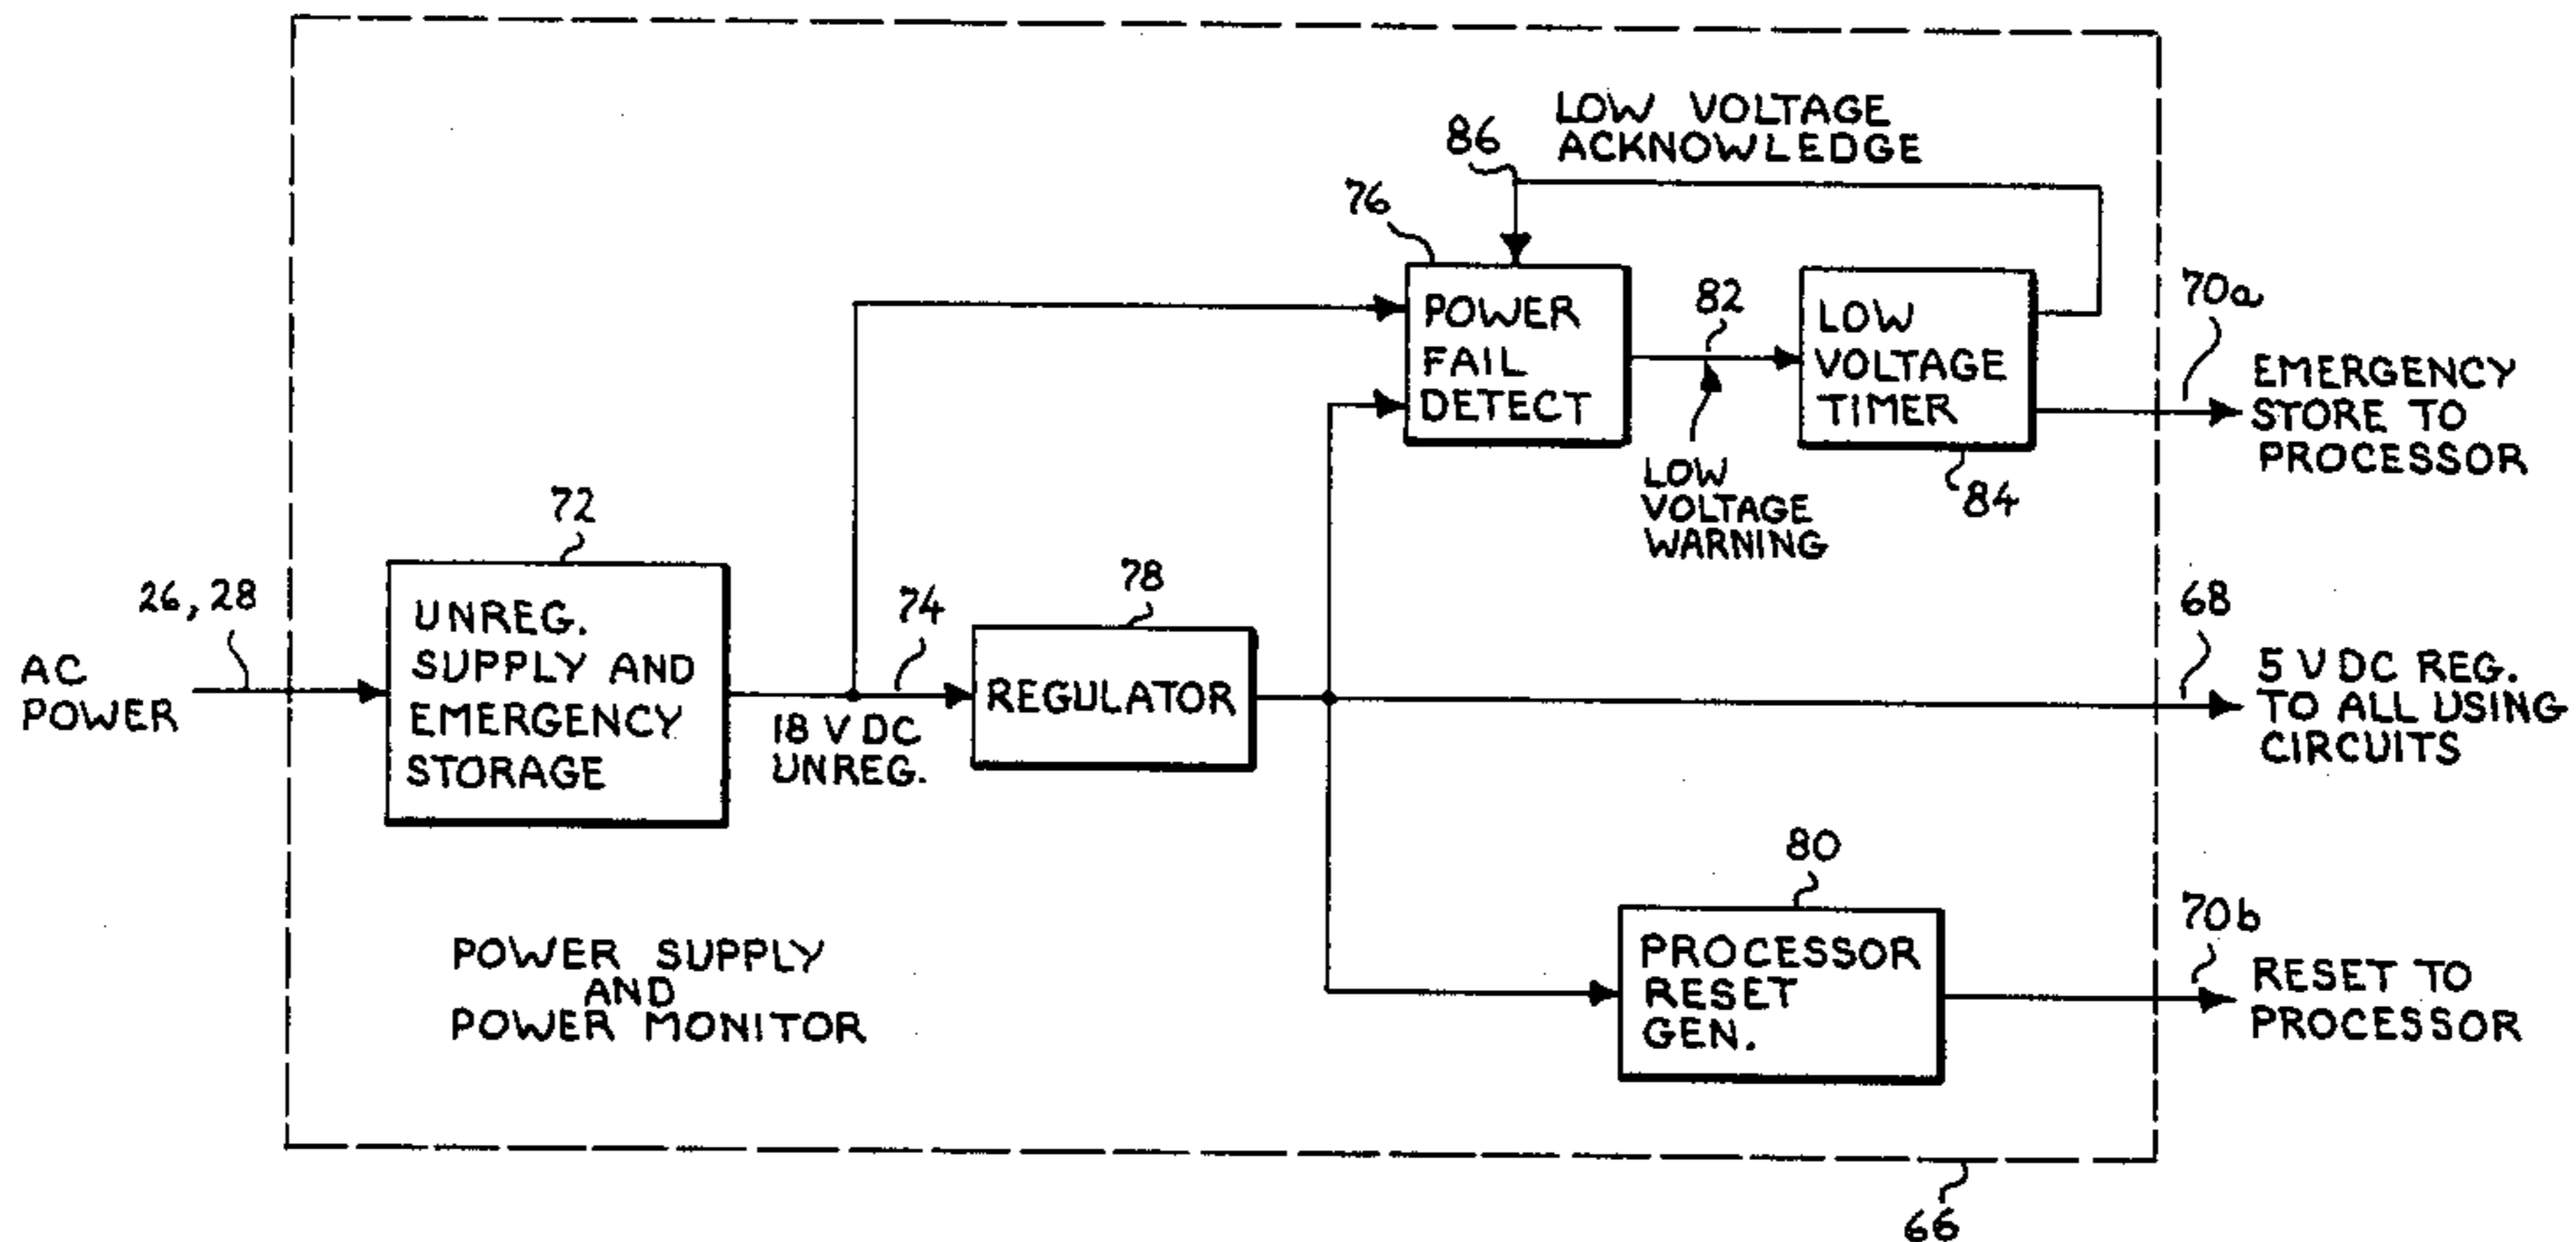 LOW VOLTAGE
ACKNOWLEDGE
86
76
POWER
FAIL
DETECT
82
LOW
VOLTAGE
WARNING
LOW
VOLTAGE
TIMER
84
70a
EMERGENCY
STORE TO
PROCESSOR
72
26, 28
AC
POWER
UNREG.
SUPPLY AND
EMERGENCY
STORAGE
74
18 V DC
UNREG.
78
REGULATOR
68
5 V DC REG.
TO ALL USING
CIRCUITS
80
PROCESSOR
RESET
GEN.
70b
RESET TO
PROCESSOR
POWER SUPPLY
AND
POWER MONITOR
66